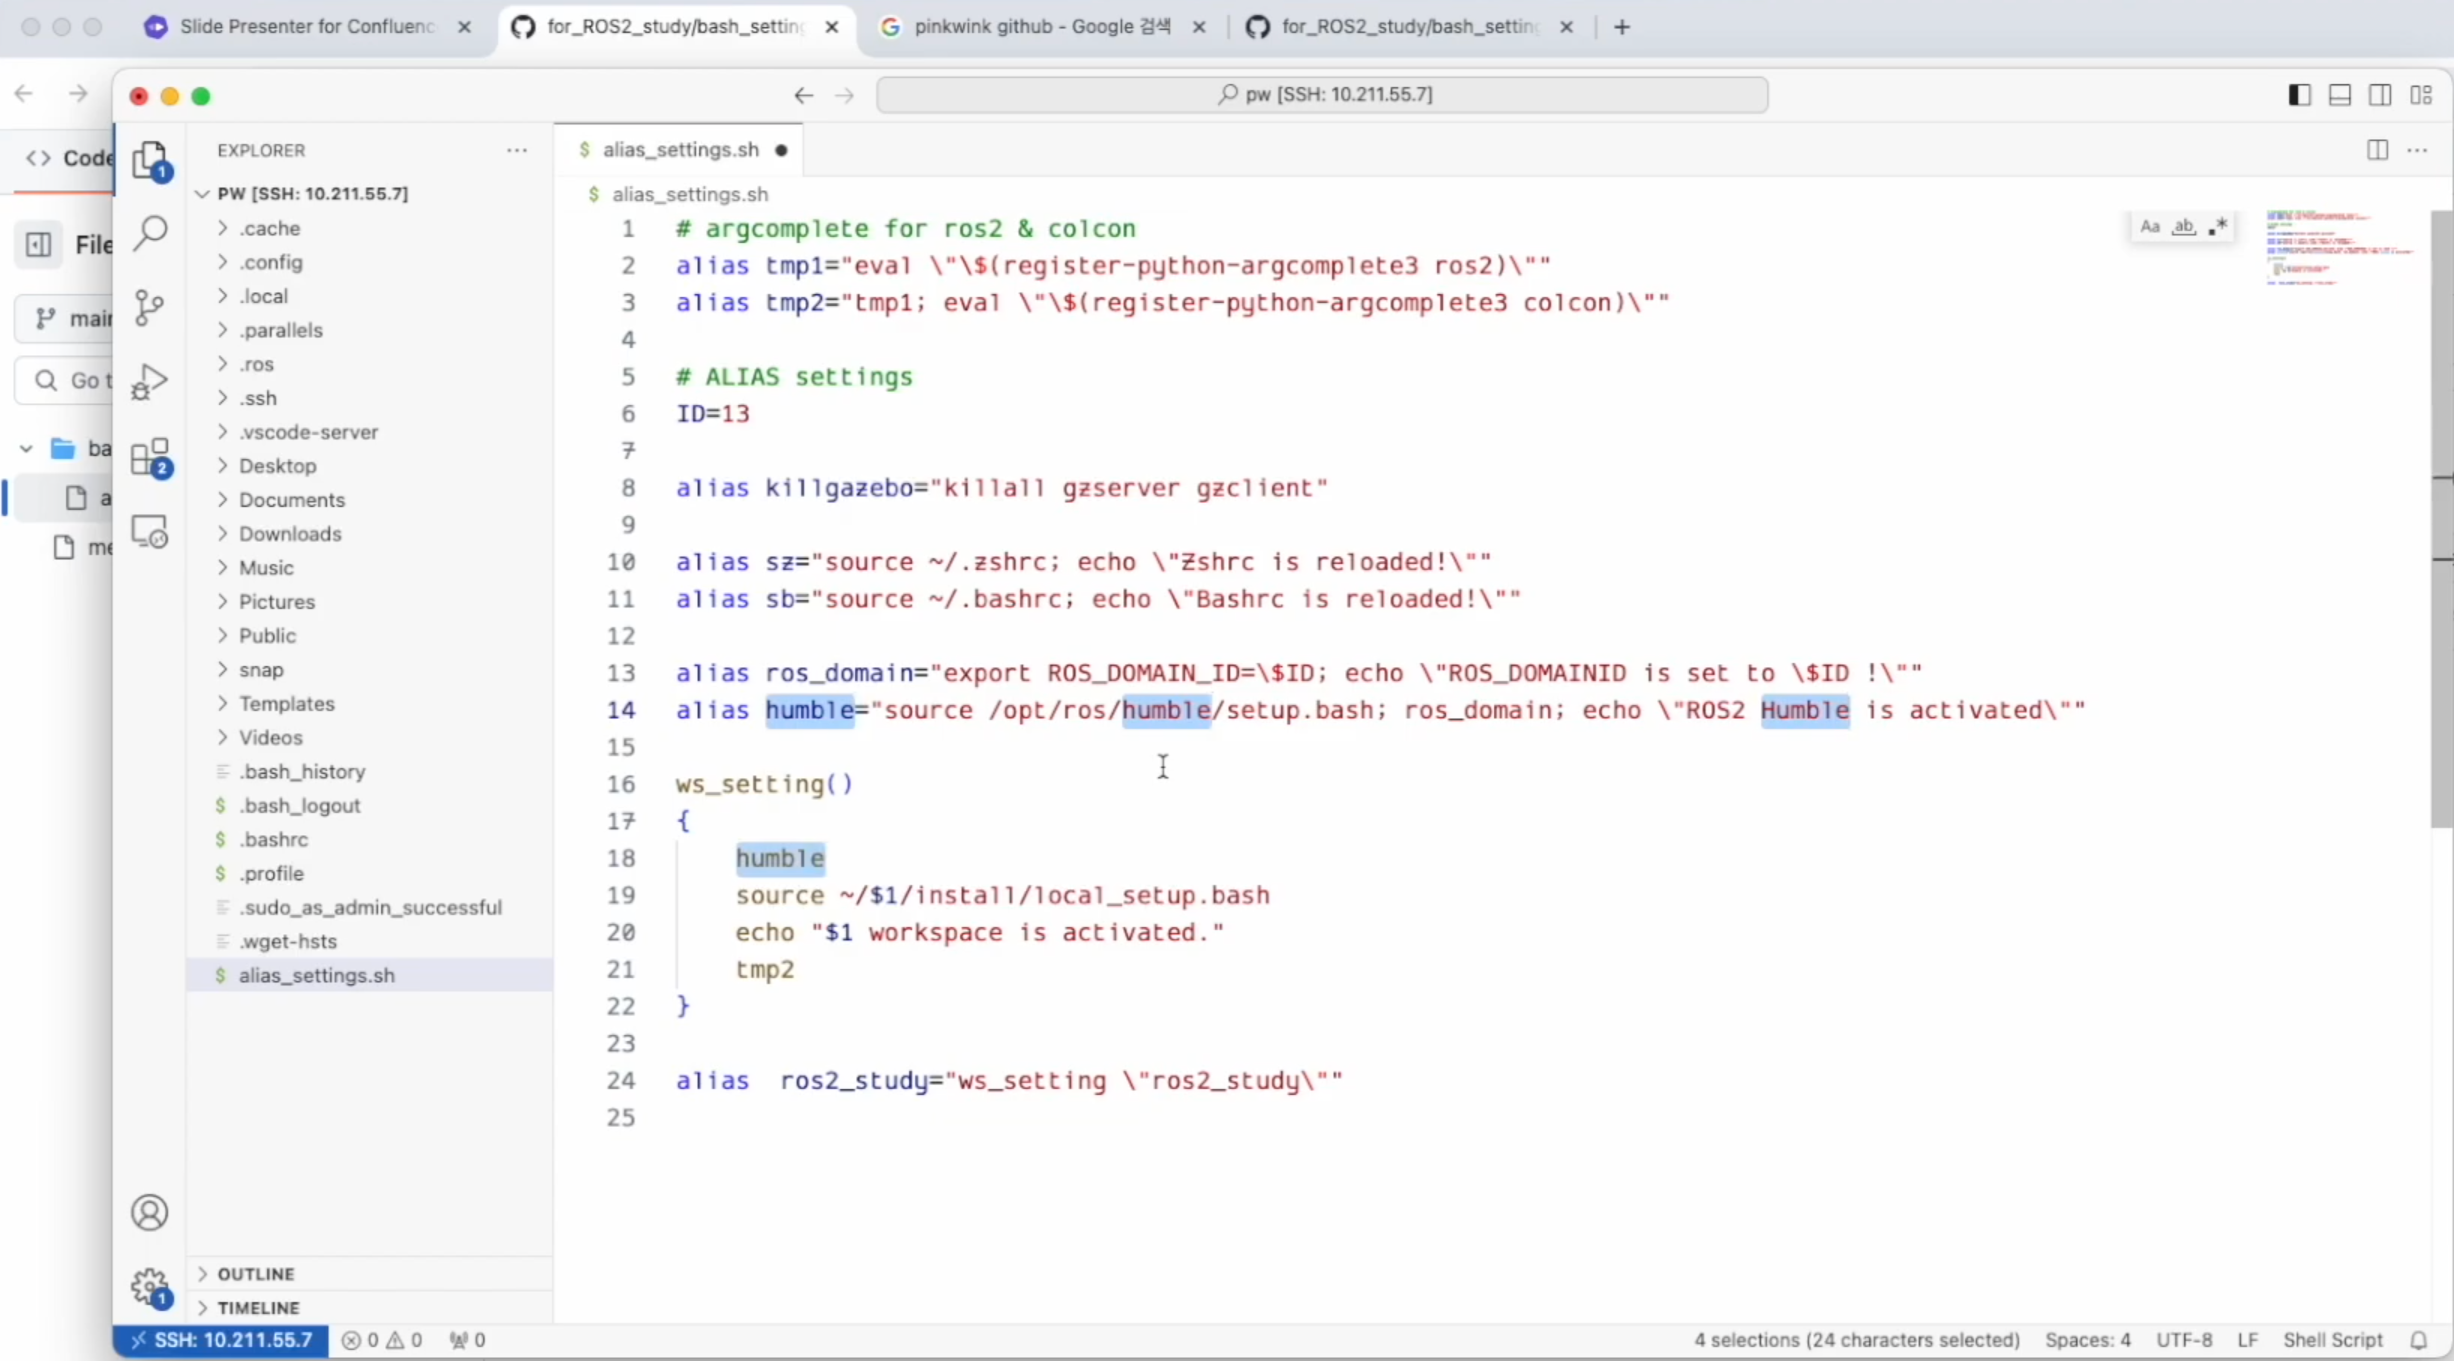 Slide Presenter for Confluenc
for_ROS2_study/bash_settin
pinkwink github - Google 검색
for_ROS2_study/bash_settin
pw [SSH: 10.211.55.7]
Code
File
main
Go t
ba
a
me
EXPLORER
PW [SSH: 10.211.55.7]
.cache
.config
.local
.parallels
.ros
.ssh
.vscode-server
Desktop
Documents
Downloads
Music
Pictures
Public
snap
Templates
Videos
.bash_history
$ .bash_logout
$ .bashrc
$ .profile
.sudo_as_admin_successful
.wget-hsts
$ alias_settings.sh
OUTLINE
TIMELINE
1
2
1
$ alias_settings.sh
$ alias_settings.sh
Aa ab .*
1 # argcomplete for ros2 & colcon
2 alias tmp1="eval \"\$(register-python-argcomplete3 ros2)\""
3 alias tmp2="tmp1; eval \"\$(register-python-argcomplete3 colcon)\""
4
5 # ALIAS settings
6 ID=13
7
8 alias killgazebo="killall gzserver gzclient"
9
10 alias sz="source ~/.zshrc; echo \"Zshrc is reloaded!\""
11 alias sb="source ~/.bashrc; echo \"Bashrc is reloaded!\""
12
13 alias ros_domain="export ROS_DOMAIN_ID=\$ID; echo \"ROS_DOMAINID is set to \$ID !\""
14 alias humble="source /opt/ros/humble/setup.bash; ros_domain; echo \"ROS2 Humble is activated\""
15
16 ws_setting()
17 {
18 humble
19 source ~/$1/install/local_setup.bash
20 echo "$1 workspace is activated."
21 tmp2
22 }
23
24 alias  ros2_study="ws_setting \"ros2_study\""
25
SSH: 10.211.55.7
0 0
0
4 selections (24 characters selected)
Spaces: 4
UTF-8
LF
Shell Script